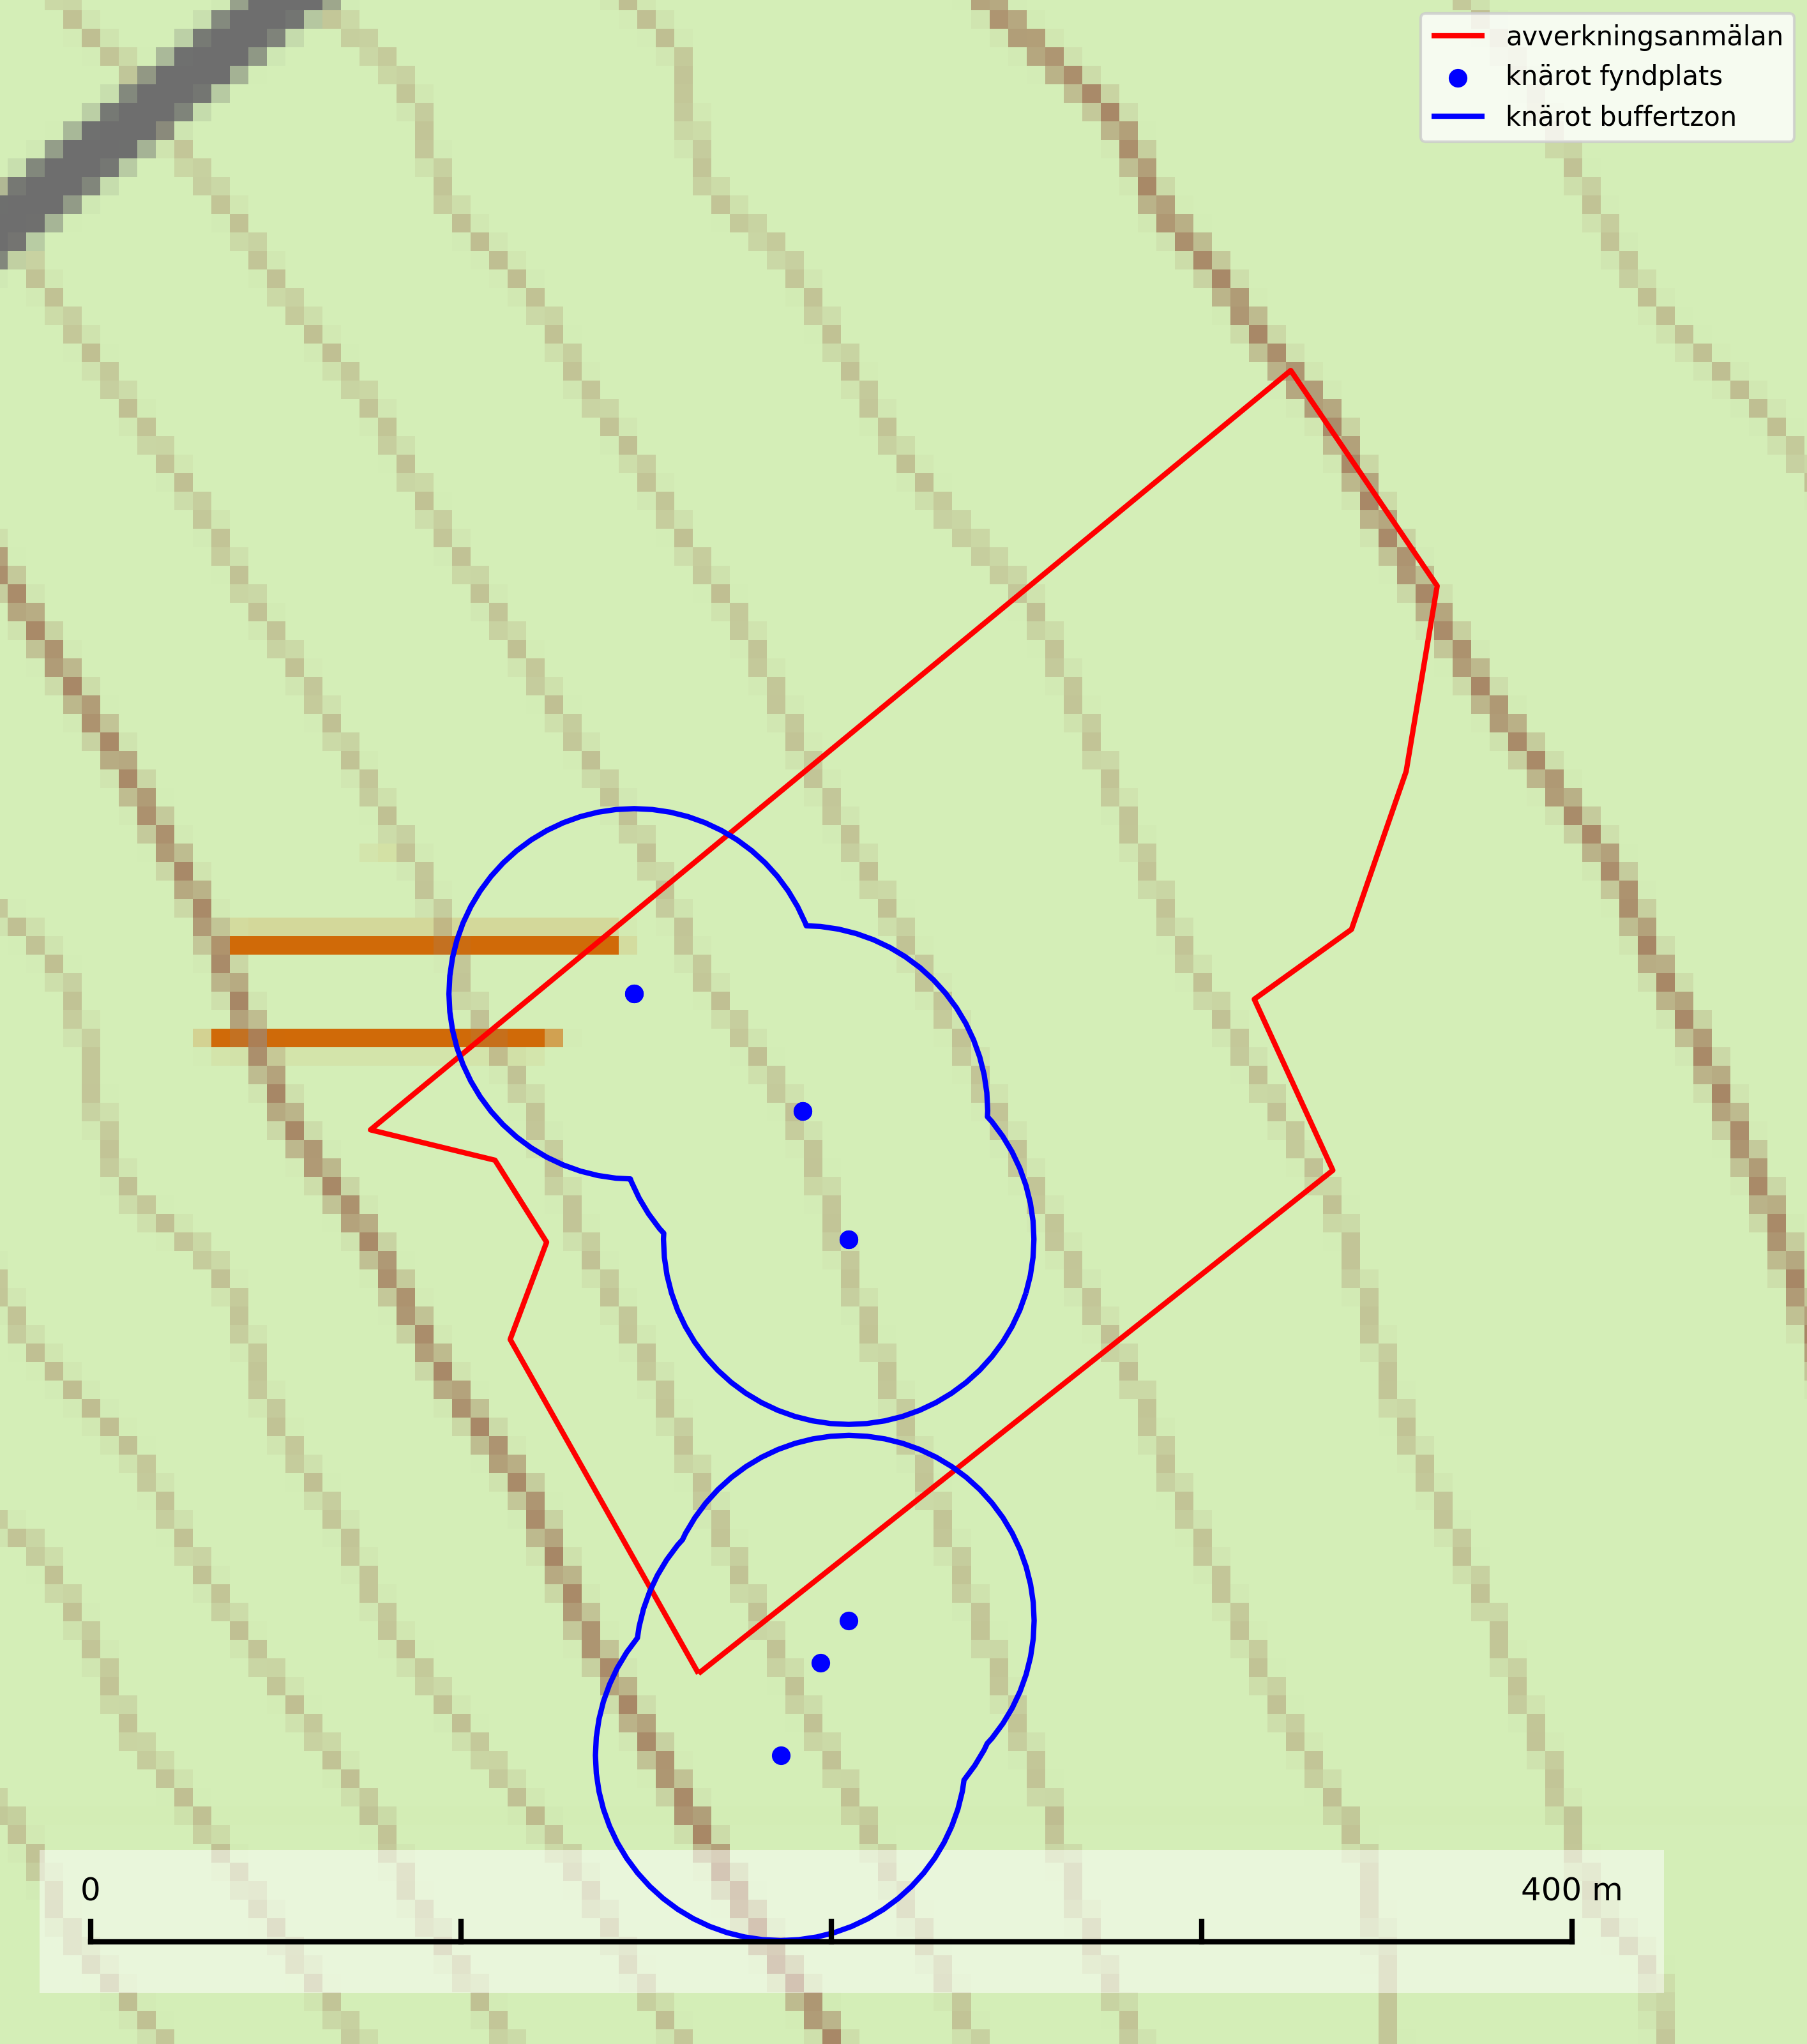 avverkningsanmälan
knärot fyndplats
knärot buffertzon
0
400 m